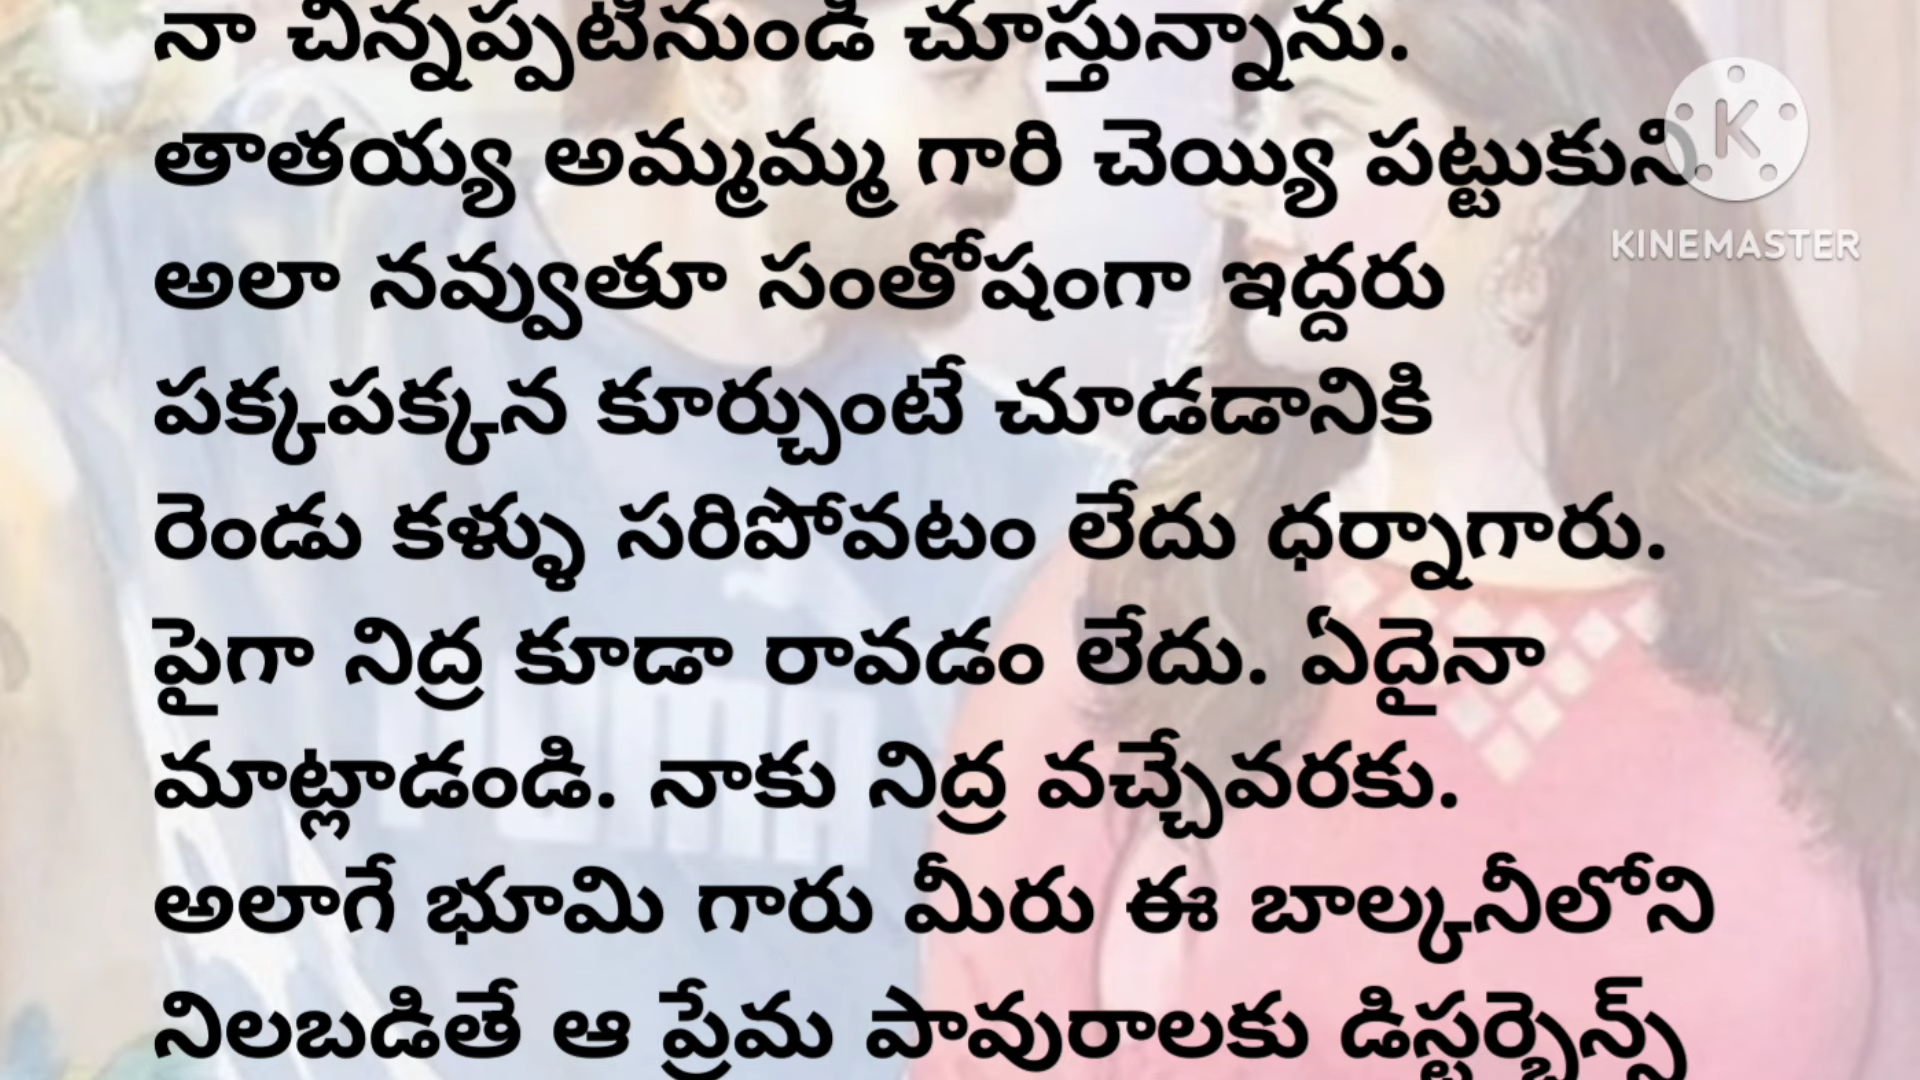 నా చిన్నప్పటినుండి చూస్తున్నాను.
తాతయ్య అమ్మమ్మ గారి చెయ్యి పట్టుకుని
అలా నవ్వుతూ సంతోషంగా ఇద్దరు
పక్కపక్కన కూర్చుంటే చూడడానికి
రెండు కళ్ళు సరిపోవటం లేదు ధర్నాగారు.
పైగా నిద్ర కూడా రావడం లేదు. ఏదైనా
మాట్లాడండి. నాకు నిద్ర వచ్చేవరకు.
అలాగే భూమి గారు మీరు ఈ బాల్కనీలోని
నిలబడితే ఆ ప్రేమ పావురాలకు డిస్టర్బెన్స్
K
KINEMASTER
PUMA